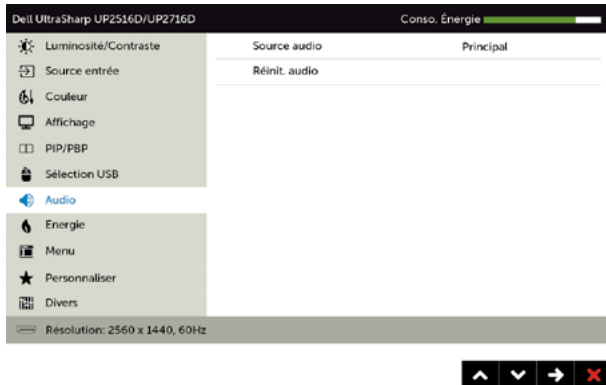 Dell UltraSharp UP2516D/UP2716D Conso. Énergie
Luminosité/Contraste Source audio Principal
Source entrée Réinit. audio
Couleur
Affichage
PIP/PBP
Sélection USB
Audio
Energie
Menu
Personnaliser
Divers
Résolution: 2560 x 1440, 60Hz